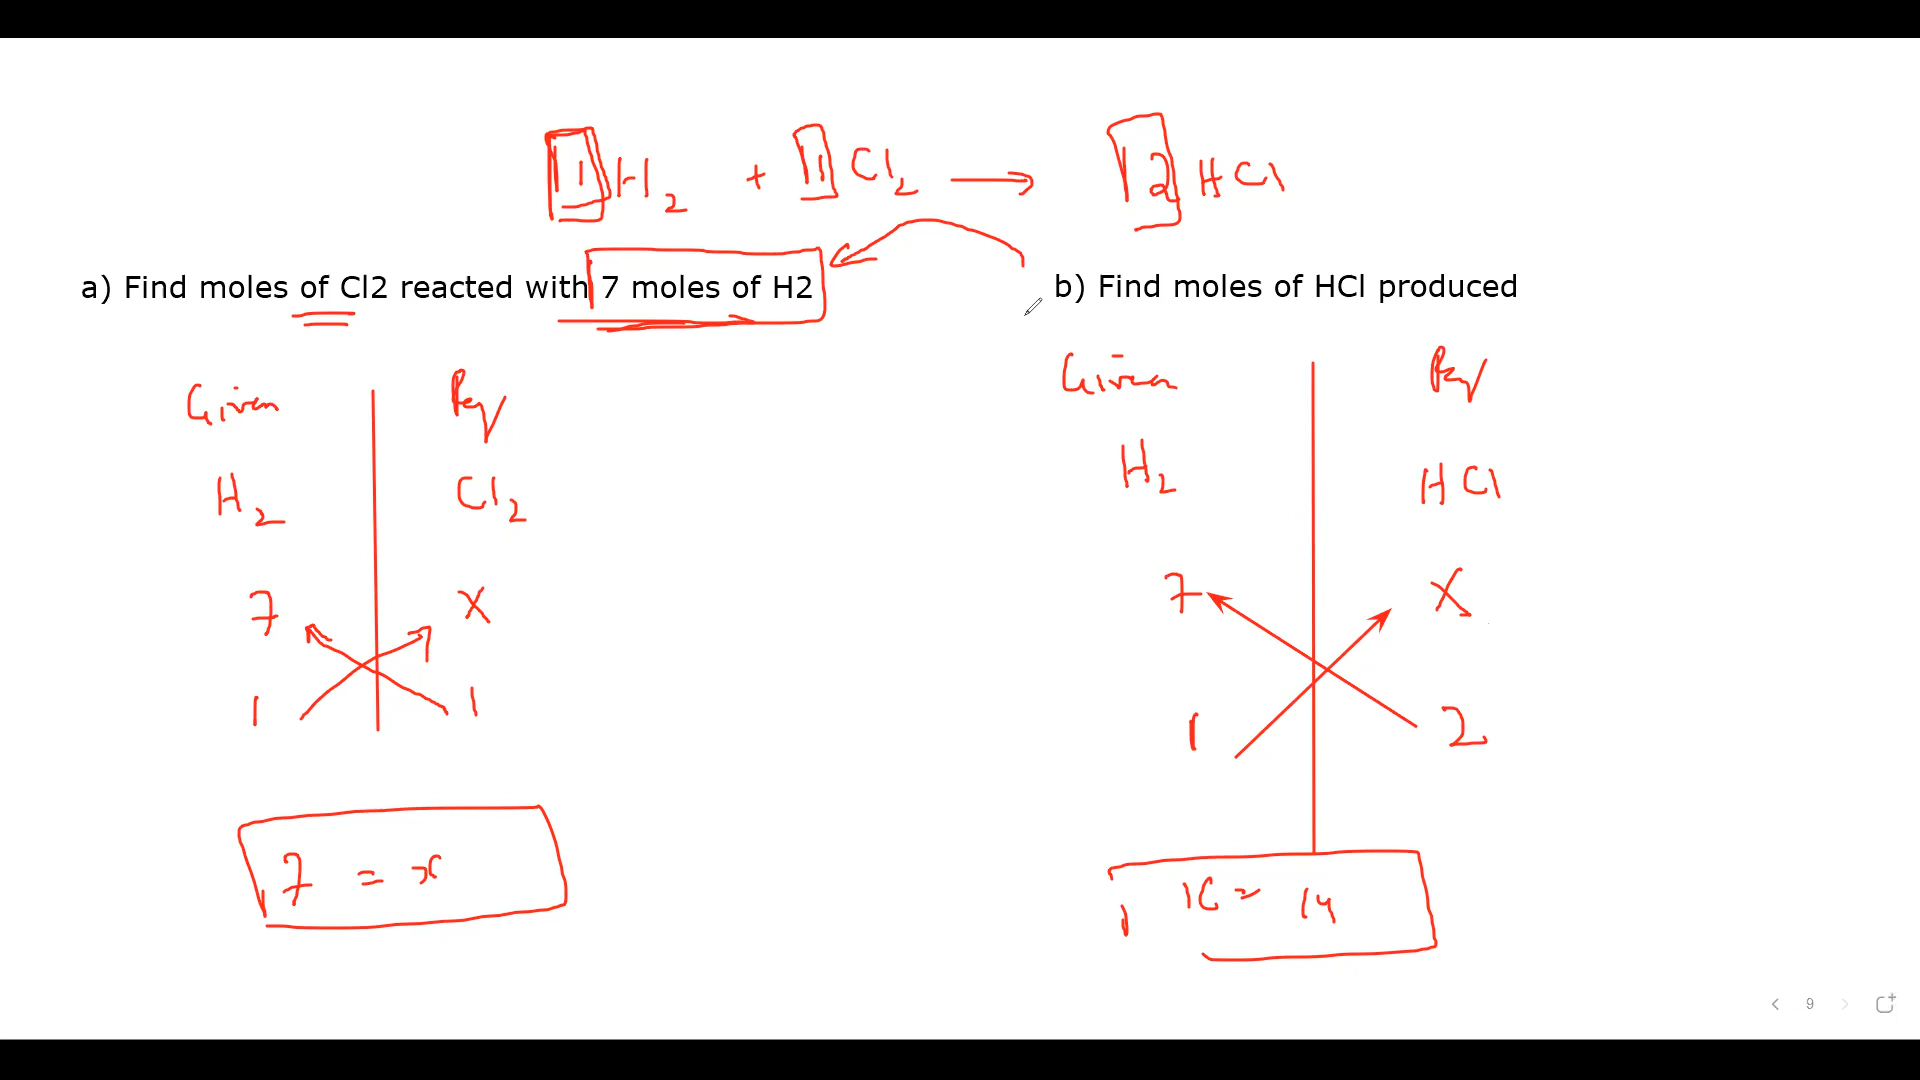 1 H2 + 1 Cl2 → 2 HCl
a) Find moles of Cl2 reacted with 7 moles of H2
Given Req
H2 Cl2
7 x
1 1
7 = x
b) Find moles of HCl produced
Given Req
H2 HCl
7 x
1 2
= 14
9